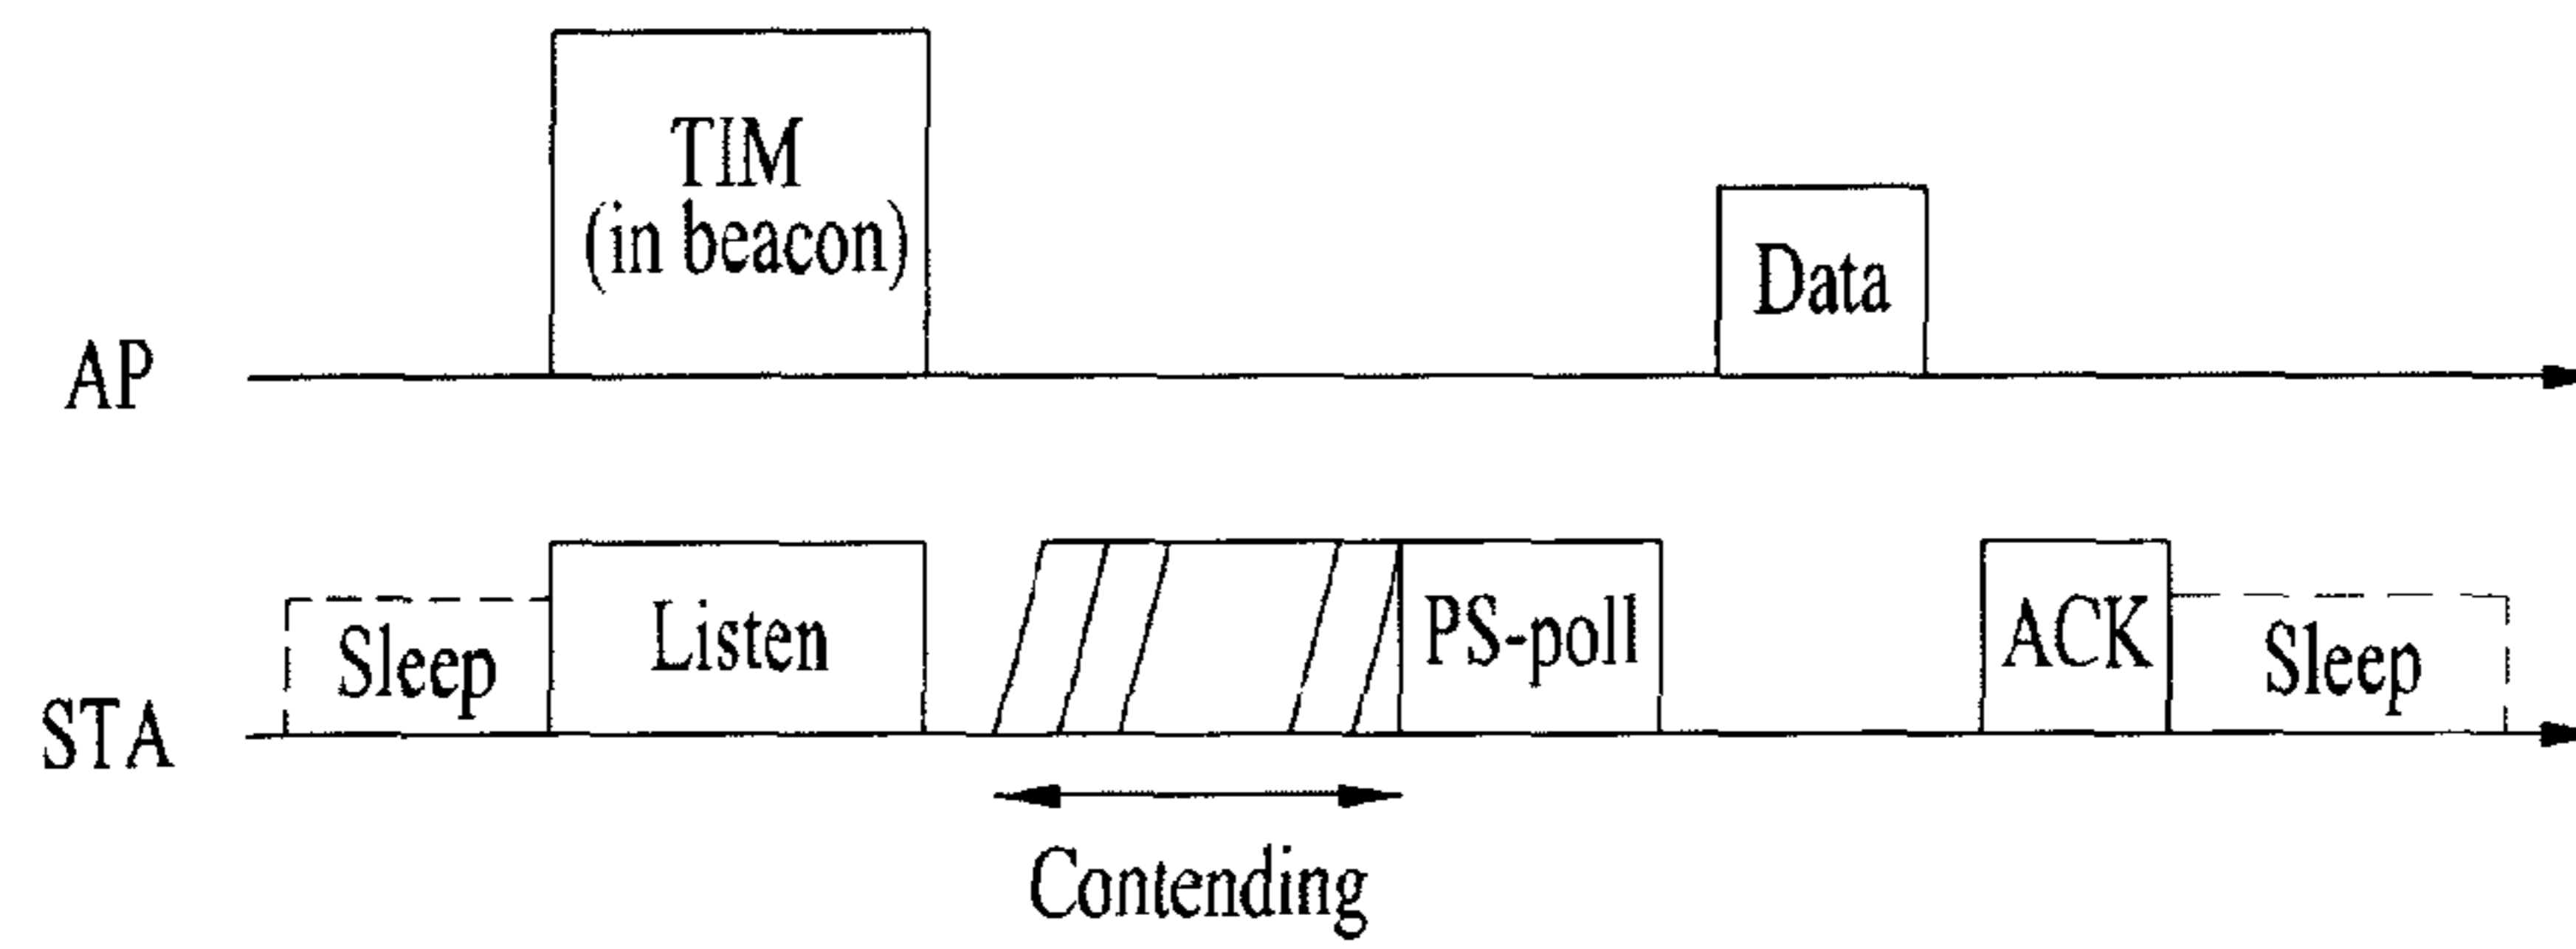 TIM
(in beacon)
Data
AP
Sleep
Listen
PS-poll
ACK
Sleep
STA
Contending